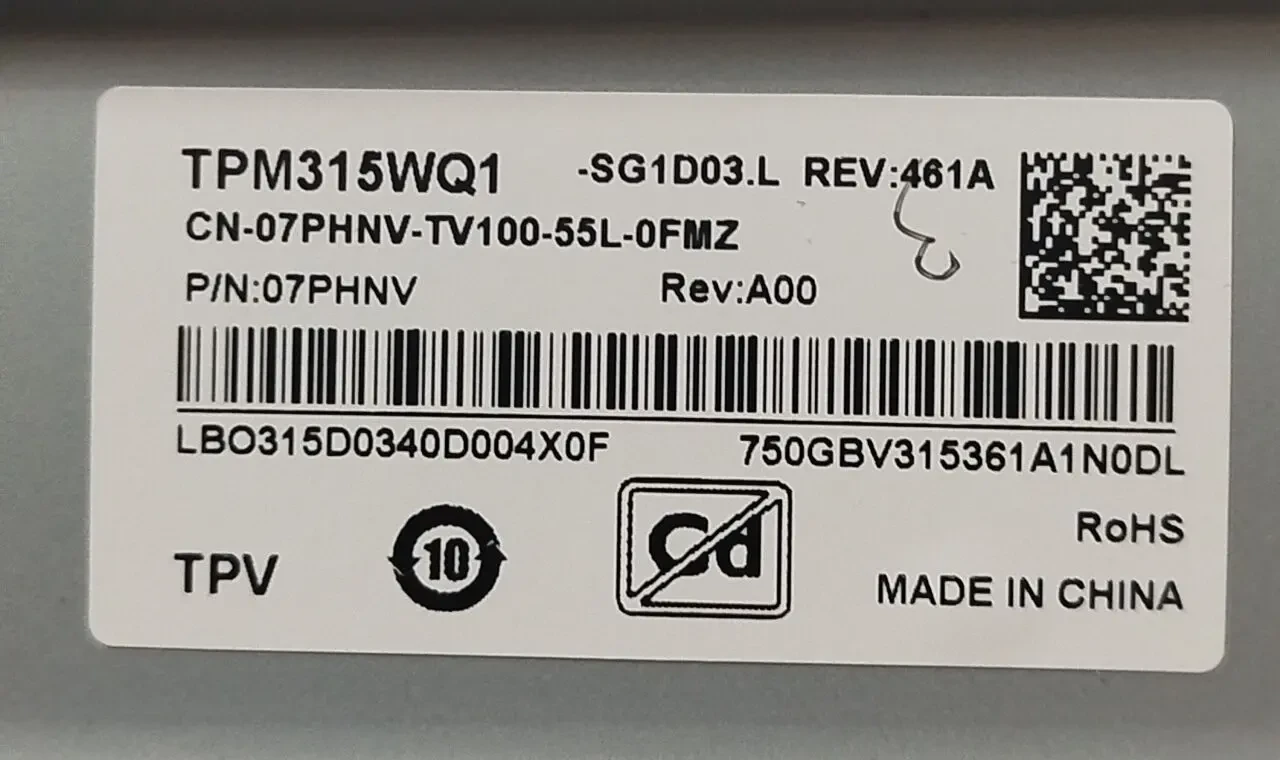 TPM315WQ1 -SG1D03.L REV:461A
CN-07PHNV-TV100-55L-0FMZ
P/N:07PHNV Rev:A00
LBO315D0340D004X0F 750GBV315361A1N0DL
10 Cd
RoHS
TPV MADE IN CHINA